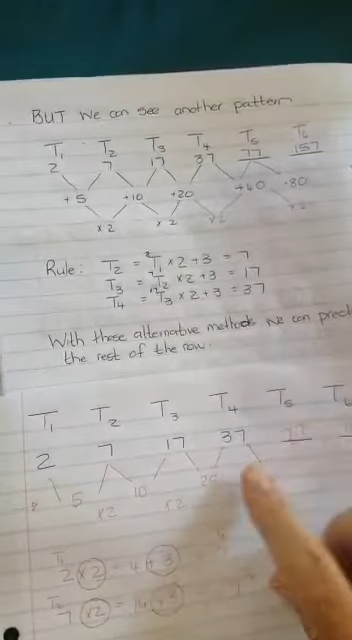 BUT we can see another pattern
T1 T2 T3 T4 T5 T6
2 7 17 37 77 157
+5 +10 +20 +40 +80
x2 x2 x2 x2
Rule: T2 = T1 x 2 + 3 = 7
T3 = T2 x 2 + 3 = 17
T4 = T3 x 2 + 3 = 37
With these alternative methods we can
the rest of the row.
T1 T2 T3 T4 T5 T6
2 7 17 37 77
5 10 20
x2 x2
T1
2 x2 = 4 +3
T2
7 x2 = 14 +3